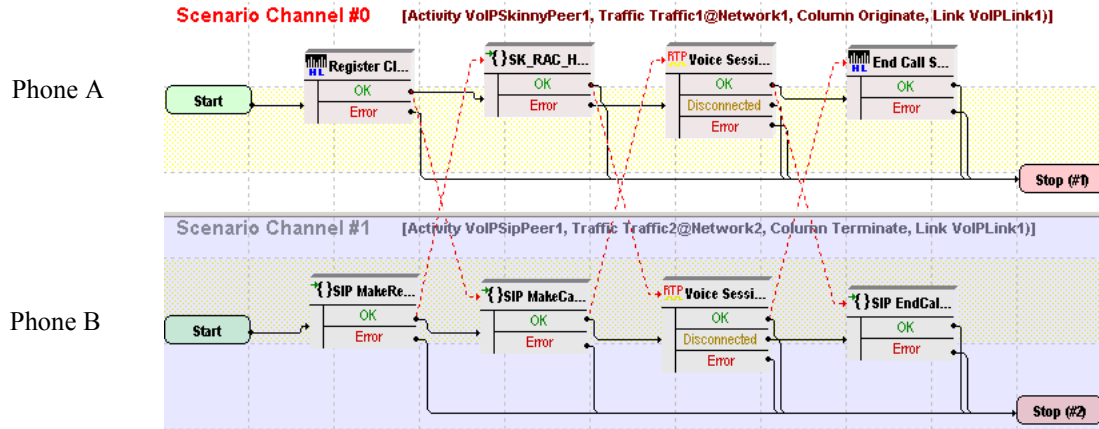 Scenario Channel #0 [Activity VoIPSkinnyPeer1, Traffic Traffic1@Network1, Column Originate, Link VoIPLink1)]
Phone A
Start
HL Register Cl...
OK
Error
{}SK_RAC_H...
OK
Error
RTP Voice Sessi...
OK
Disconnected
Error
HL End Call S...
OK
Error
Stop (#1)
Scenario Channel #1 [Activity VoIPSipPeer1, Traffic Traffic2@Network2, Column Terminate, Link VoIPLink1)]
Phone B
Start
{}SIP MakeRe...
OK
Error
{}SIP MakeCa...
OK
Error
RTP Voice Sessi...
OK
Disconnected
Error
{}SIP EndCal...
OK
Error
Stop (#2)